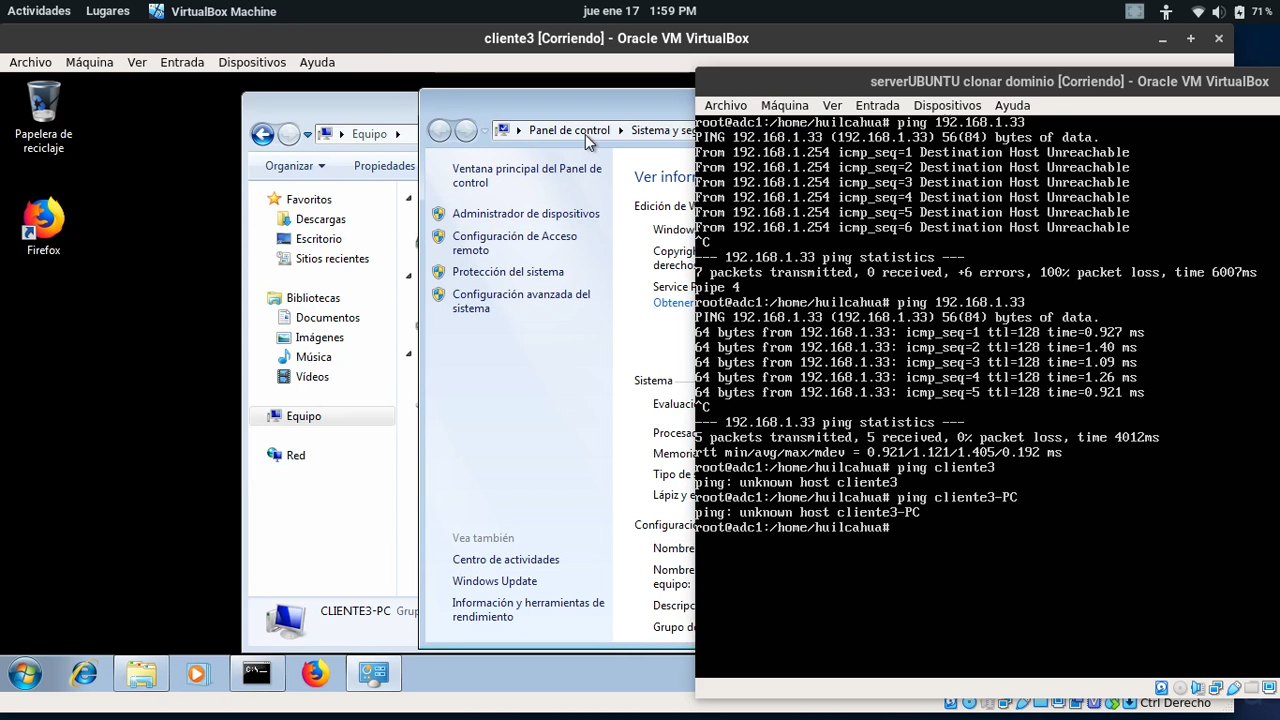 Actividades Lugares VirtualBox Machine jue ene 17 1:59 PM 71 %
cliente3 [Corriendo] - Oracle VM VirtualBox
Archivo Máquina Ver Entrada Dispositivos Ayuda
Papelera de
reciclaje
Firefox
Equipo
Organizar Propiedades
Favoritos
Descargas
Escritorio
Sitios recientes
Bibliotecas
Documentos
Imágenes
Música
Vídeos
Equipo
Red
CLIENTE3-PC Grup
Panel de control Sistema y seg
Ventana principal del Panel de
control
Administrador de dispositivos
Configuración de Acceso
remoto
Protección del sistema
Configuración avanzada del
sistema
Vea también
Centro de actividades
Windows Update
Información y herramientas de
rendimiento
Ver infor
Edición de W
Window
Copyrigh
derecho
Service P
Obtener
Sistema
Evaluaci
Procesa
Memori
Tipo de
Lápiz y e
Configuració
Nombre
Nombre
equipo:
Descripc
Grupo de
serverUBUNTU clonar dominio [Corriendo] - Oracle VM VirtualBox
Archivo Máquina Ver Entrada Dispositivos Ayuda
root@adc1:/home/huilcahua# ping 192.168.1.33
PING 192.168.1.33 (192.168.1.33) 56(84) bytes of data.
From 192.168.1.254 icmp_seq=1 Destination Host Unreachable
From 192.168.1.254 icmp_seq=2 Destination Host Unreachable
From 192.168.1.254 icmp_seq=3 Destination Host Unreachable
From 192.168.1.254 icmp_seq=4 Destination Host Unreachable
From 192.168.1.254 icmp_seq=5 Destination Host Unreachable
From 192.168.1.254 icmp_seq=6 Destination Host Unreachable
^C
--- 192.168.1.33 ping statistics ---
7 packets transmitted, 0 received, +6 errors, 100% packet loss, time 6007ms
pipe 4
root@adc1:/home/huilcahua# ping 192.168.1.33
PING 192.168.1.33 (192.168.1.33) 56(84) bytes of data.
64 bytes from 192.168.1.33: icmp_seq=1 ttl=128 time=0.927 ms
64 bytes from 192.168.1.33: icmp_seq=2 ttl=128 time=1.40 ms
64 bytes from 192.168.1.33: icmp_seq=3 ttl=128 time=1.09 ms
64 bytes from 192.168.1.33: icmp_seq=4 ttl=128 time=1.26 ms
64 bytes from 192.168.1.33: icmp_seq=5 ttl=128 time=0.921 ms
^C
--- 192.168.1.33 ping statistics ---
5 packets transmitted, 5 received, 0% packet loss, time 4012ms
rtt min/avg/max/mdev = 0.921/1.121/1.405/0.192 ms
root@adc1:/home/huilcahua# ping cliente3
ping: unknown host cliente3
root@adc1:/home/huilcahua# ping cliente3-PC
ping: unknown host cliente3-PC
root@adc1:/home/huilcahua#
Ctrl Derecho